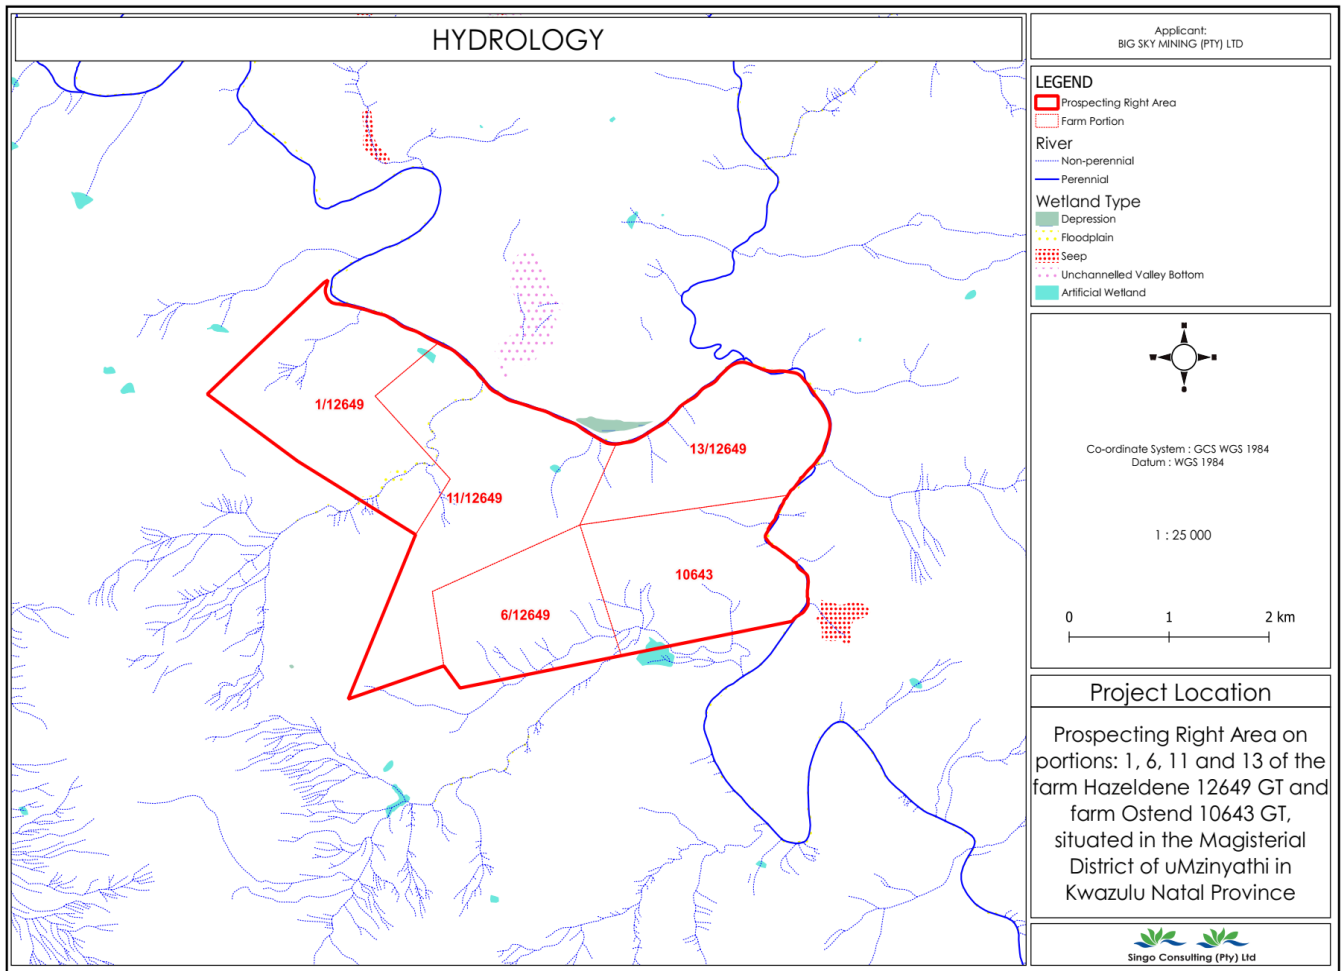 HYDROLOGY
1/12649
13/12649
11/12649
10643
6/12649
Applicant:
BIG SKY MINING (PTY) LTD
LEGEND
Prospecting Right Area
Farm Portion
River
Non-perennial
Perennial
Wetland Type
Depression
Floodplain
Seep
Unchannelled Valley Bottom
Artificial Wetland
Co-ordinate System : GCS WGS 1984
Datum : WGS 1984
1 : 25 000
0 1 2 km
Project Location
Prospecting Right Area on
portions: 1, 6, 11 and 13 of the
farm Hazeldene 12649 GT and
farm Ostend 10643 GT,
situated in the Magisterial
District of uMzinyathi in
Kwazulu Natal Province
Singo Consulting (Pty) Ltd